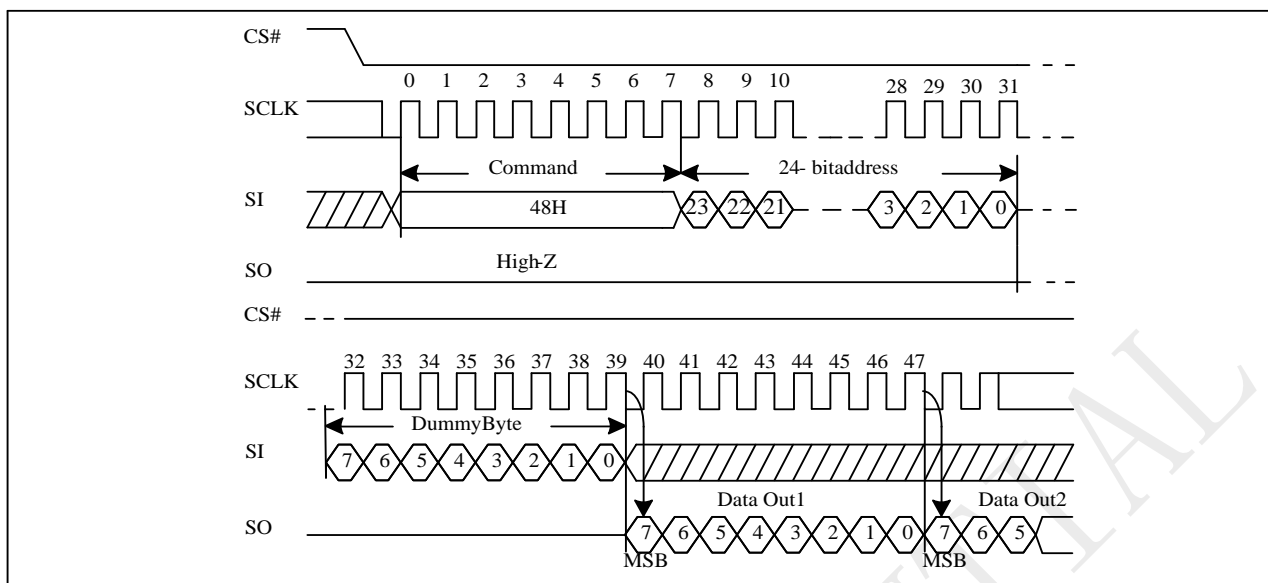 CS#
0 1 2 3 4 5 6 7 8 9 10 28 29 30 31
SCLK
Command 24- bitaddress
SI 48H 23 22 21 3 2 1 0
High-Z
SO
CS#
32 33 34 35 36 37 38 39 40 41 42 43 44 45 46 47
SCLK
DummyByte
SI 7 6 5 4 3 2 1 0
Data Out1 Data Out2
SO 7 6 5 4 3 2 1 0 7 6 5
MSB MSB